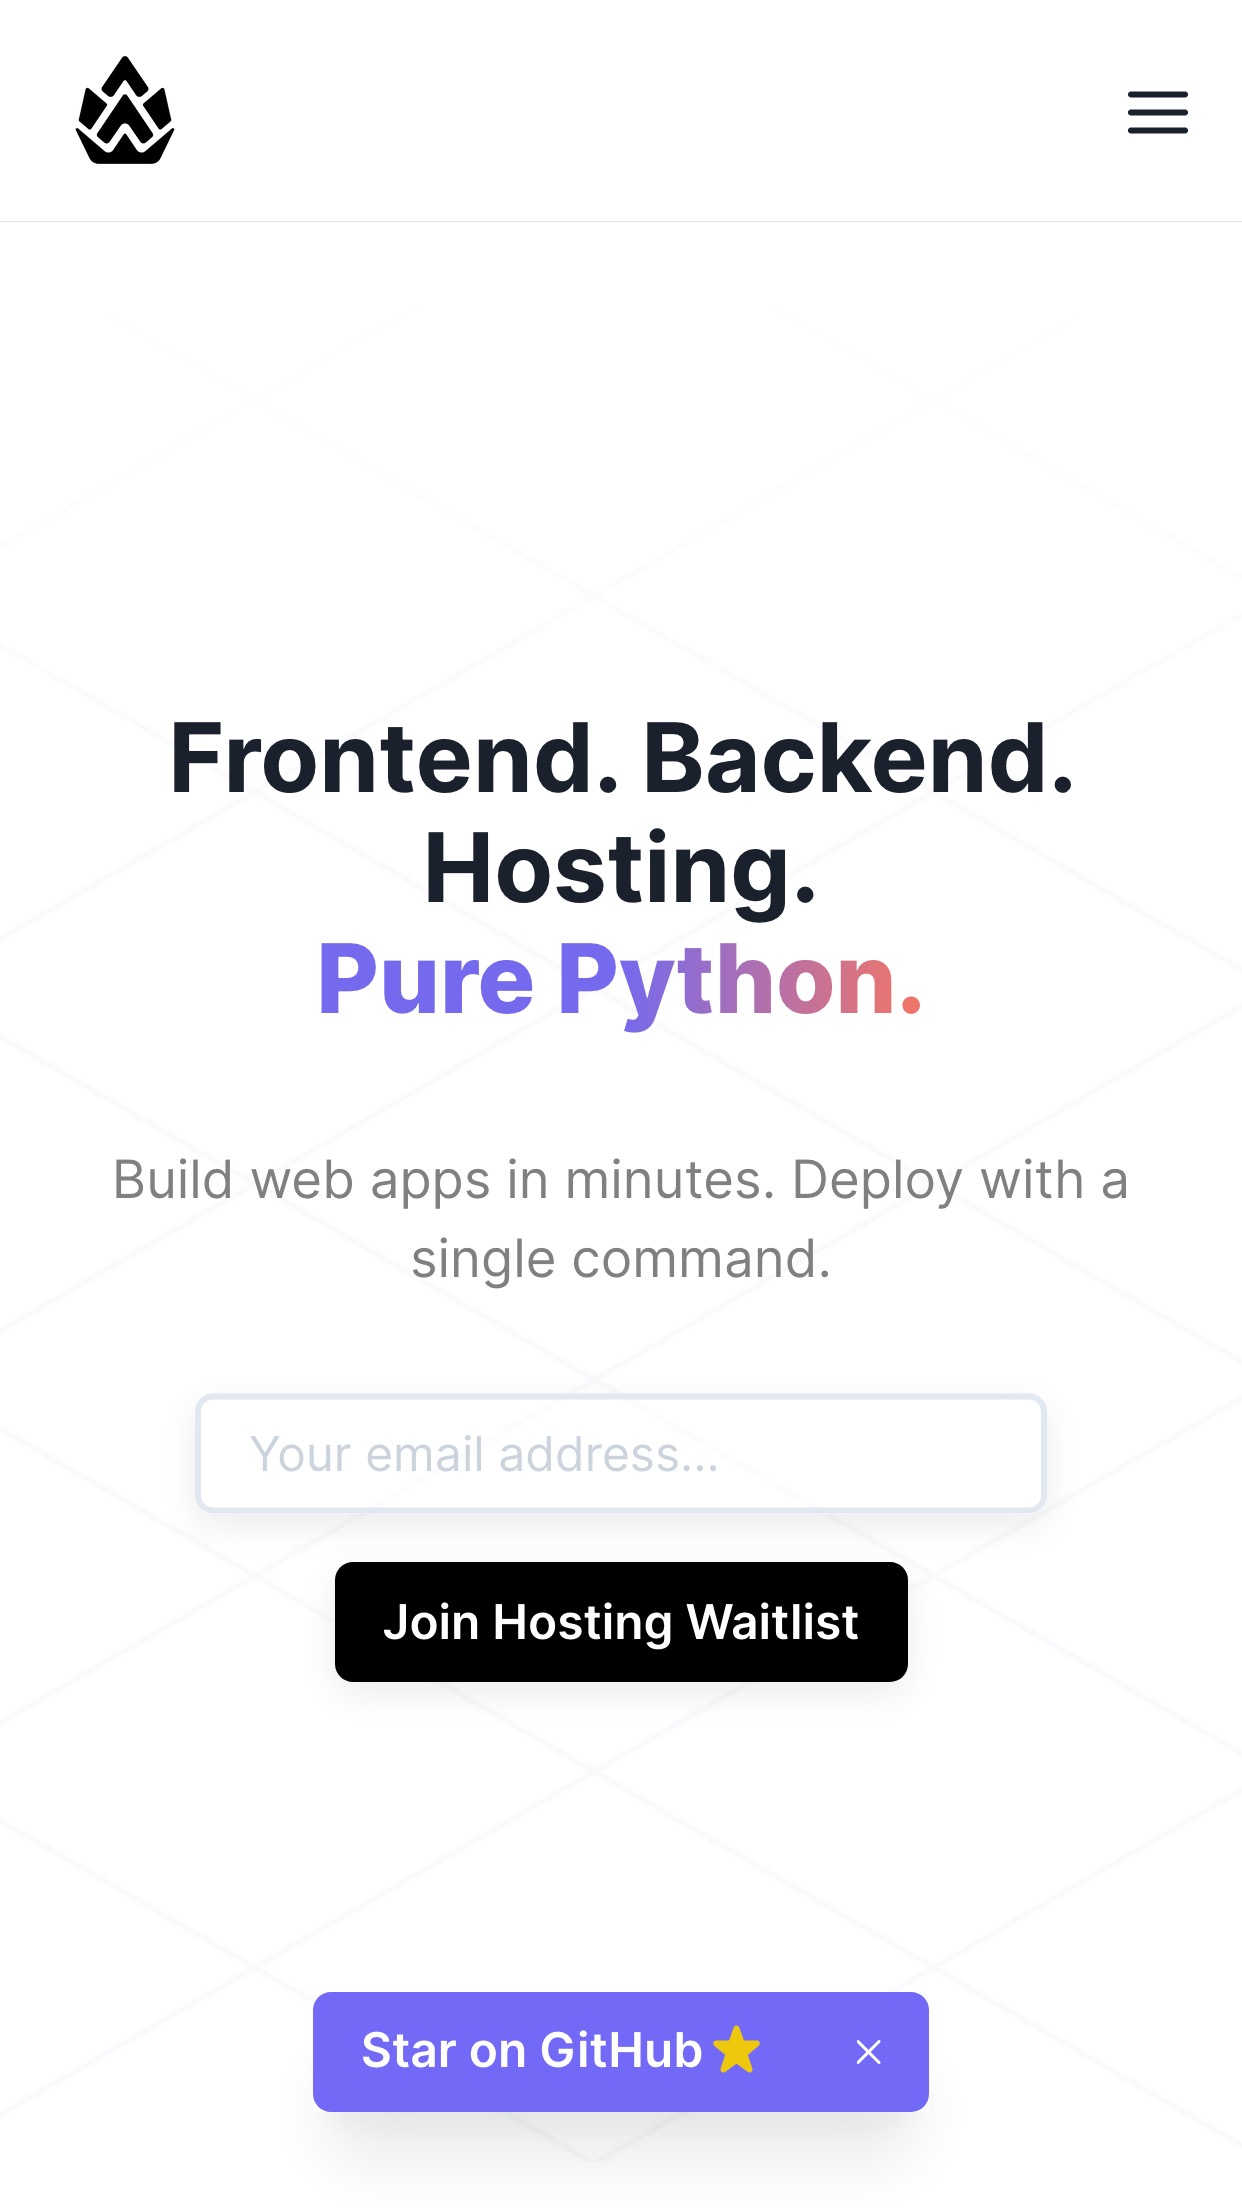 Frontend. Backend.
Hosting.
Pure Python.
Build web apps in minutes. Deploy with a
single command.
Your email address...
Join Hosting Waitlist
Star on GitHub